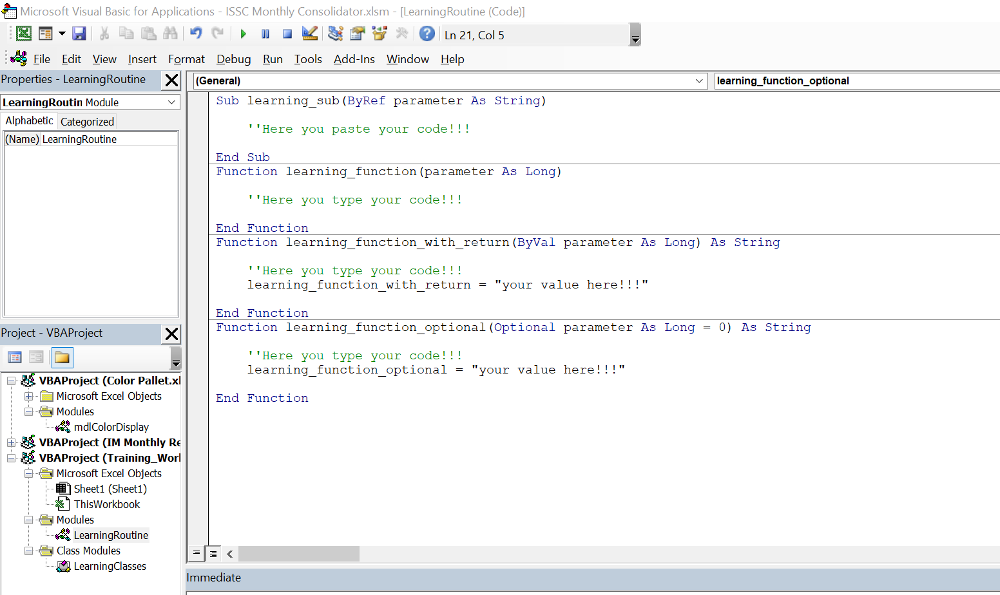 Microsoft Visual Basic for Applications - ISSC Monthly Consolidator.xlsm - [LearningRoutine (Code)]
Ln 21, Col 5
File Edit View Insert Format Debug Run Tools Add-Ins Window Help
Properties - LearningRoutine
LearningRoutin Module
Alphabetic Categorized
(Name) LearningRoutine
Project - VBAProject
VBAProject (Color Pallet.xl
Microsoft Excel Objects
Modules
mdlColorDisplay
VBAProject (IM Monthly Re
VBAProject (Training_Worl
Microsoft Excel Objects
Sheet1 (Sheet1)
ThisWorkbook
Modules
LearningRoutine
Class Modules
LearningClasses
(General) learning_function_optional
Sub learning_sub(ByRef parameter As String)
''Here you paste your code!!!
End Sub
Function learning_function(parameter As Long)
''Here you type your code!!!
End Function
Function learning_function_with_return(ByVal parameter As Long) As String
''Here you type your code!!!
learning_function_with_return = "your value here!!!"
End Function
Function learning_function_optional(Optional parameter As Long = 0) As String
''Here you type your code!!!
learning_function_optional = "your value here!!!"
End Function
Immediate